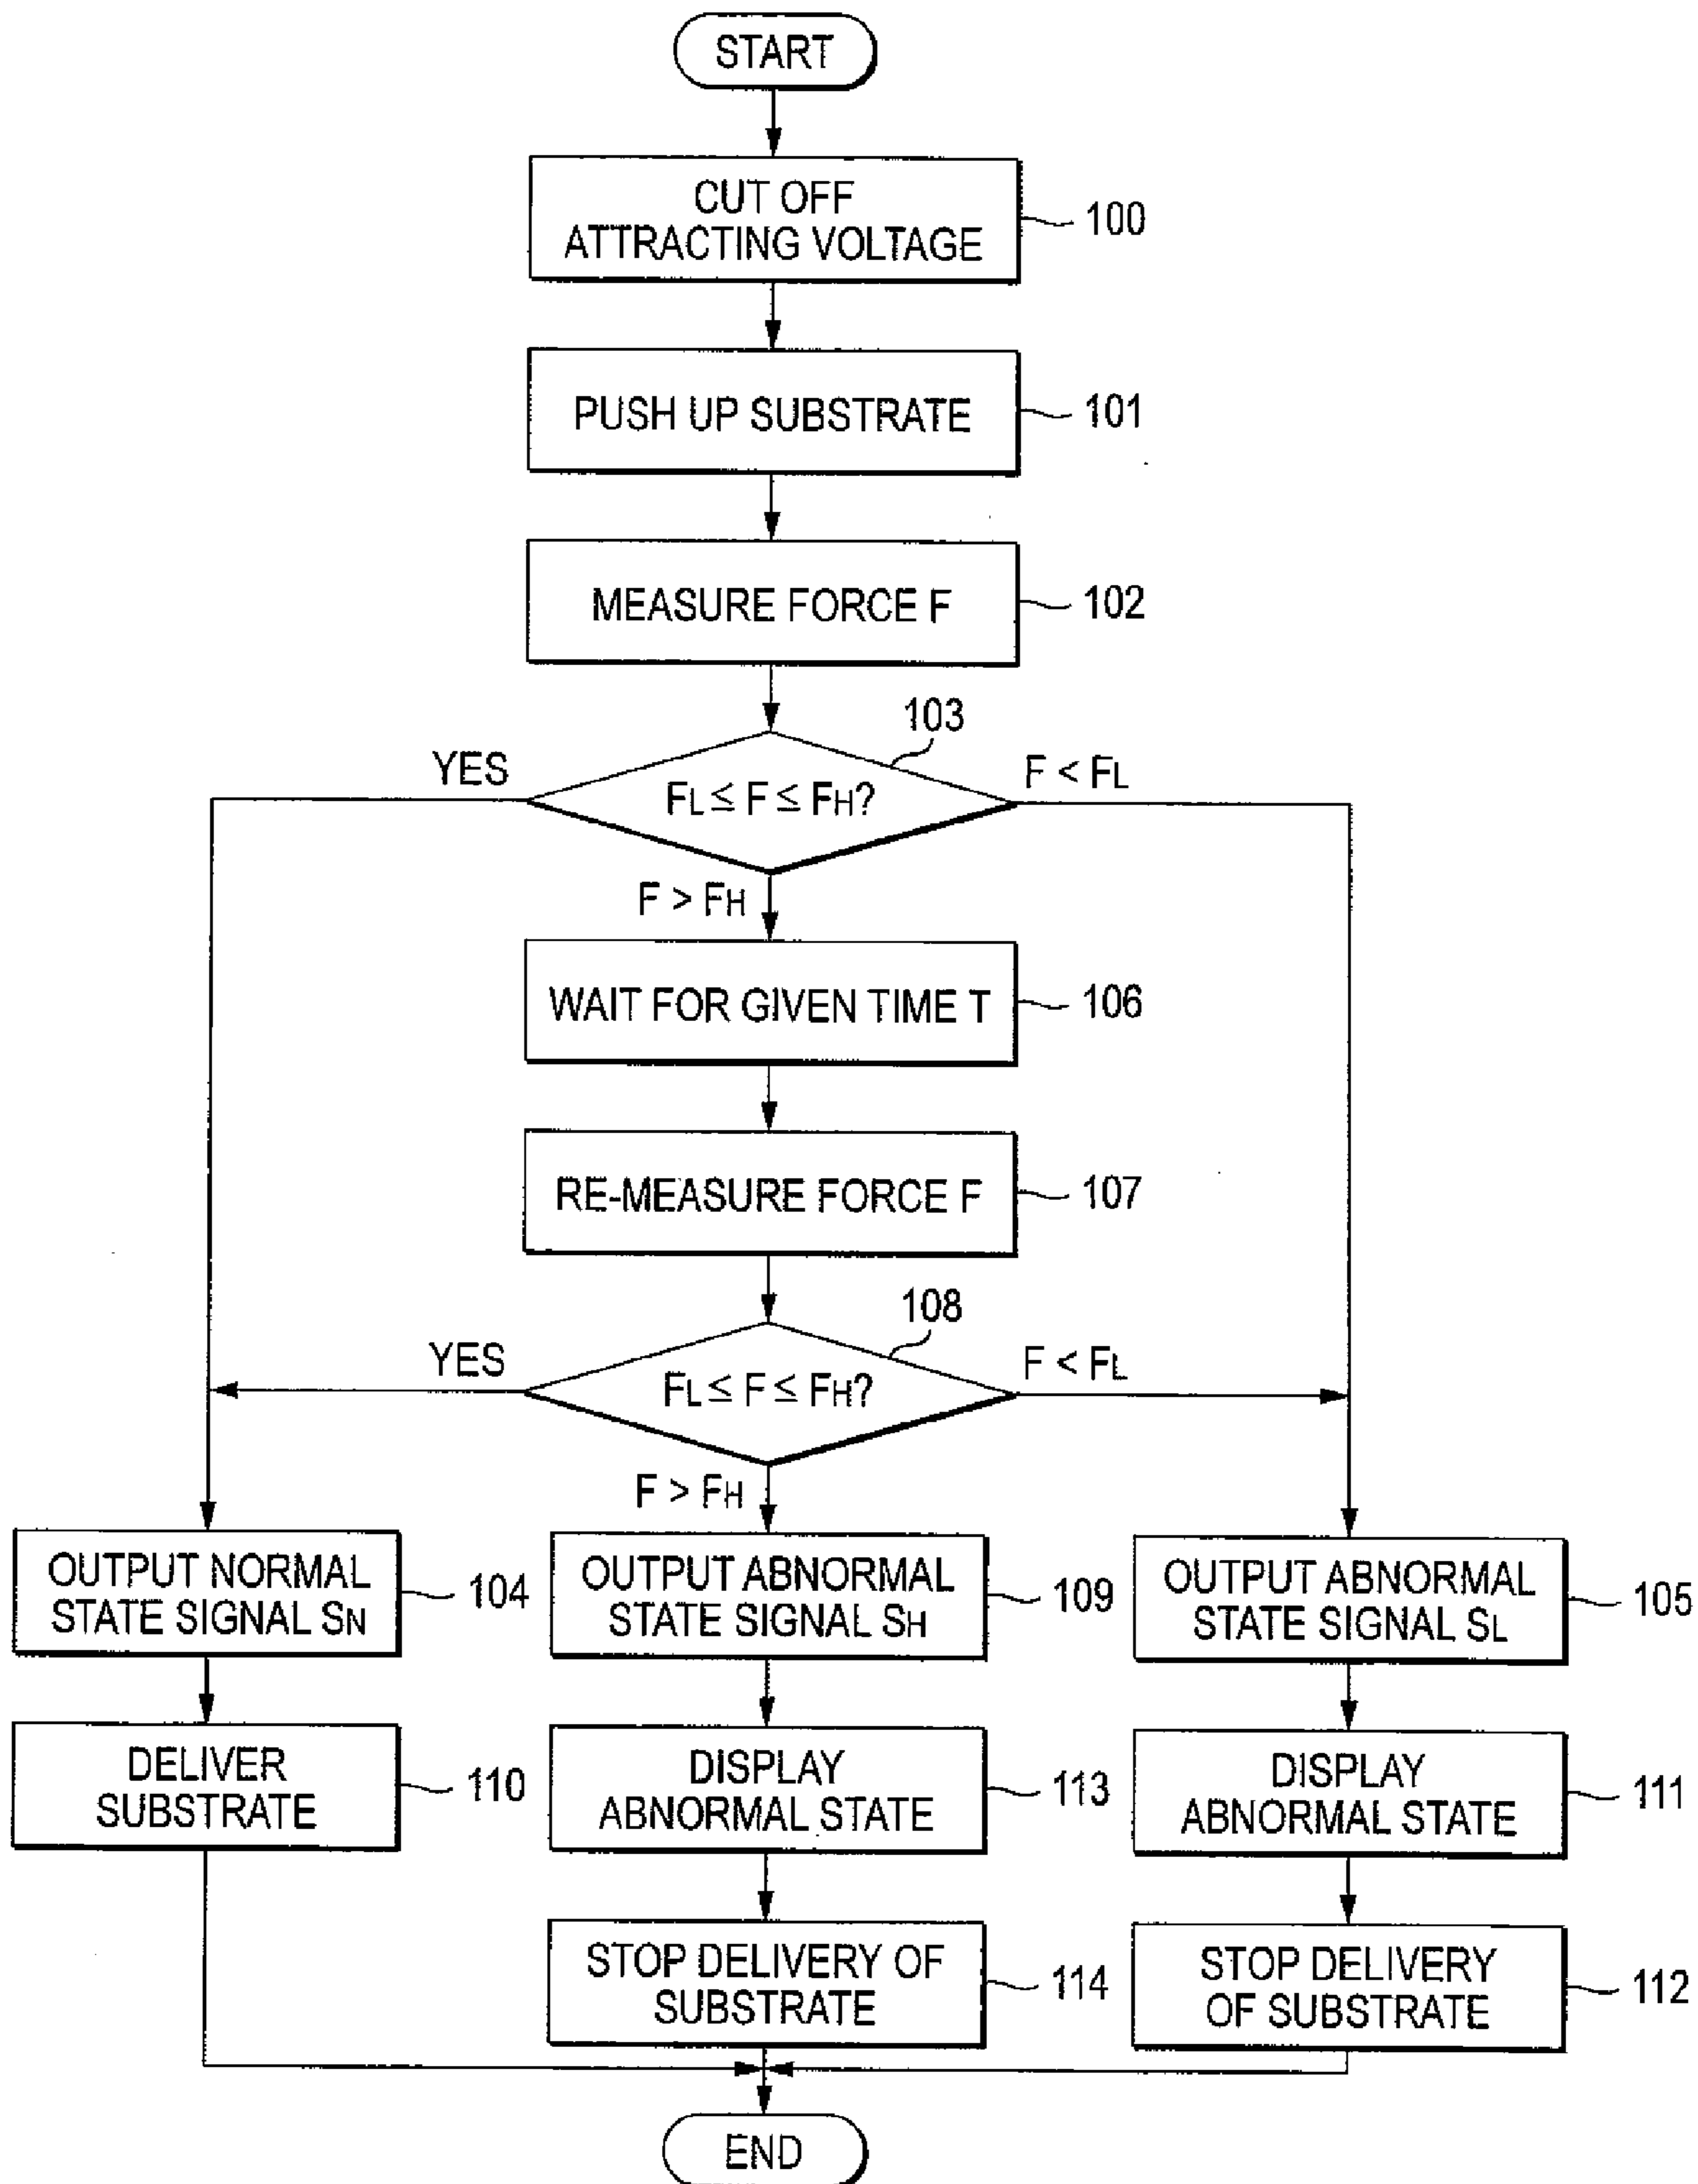 START
CUT OFF
ATTRACTING VOLTAGE
100
PUSH UP SUBSTRATE
101
MEASURE FORCE F
102
103
YES
FL ≤ F ≤ FH?
F < FL
F > FH
WAIT FOR GIVEN TIME T
106
RE-MEASURE FORCE F
107
108
YES
FL ≤ F ≤ FH?
F < FL
F > FH
OUTPUT NORMAL
STATE SIGNAL SN
104
OUTPUT ABNORMAL
STATE SIGNAL SH
109
OUTPUT ABNORMAL
STATE SIGNAL SL
105
DELIVER
SUBSTRATE
110
DISPLAY
ABNORMAL STATE
113
DISPLAY
ABNORMAL STATE
111
STOP DELIVERY OF
SUBSTRATE
114
STOP DELIVERY
OF SUBSTRATE
112
END